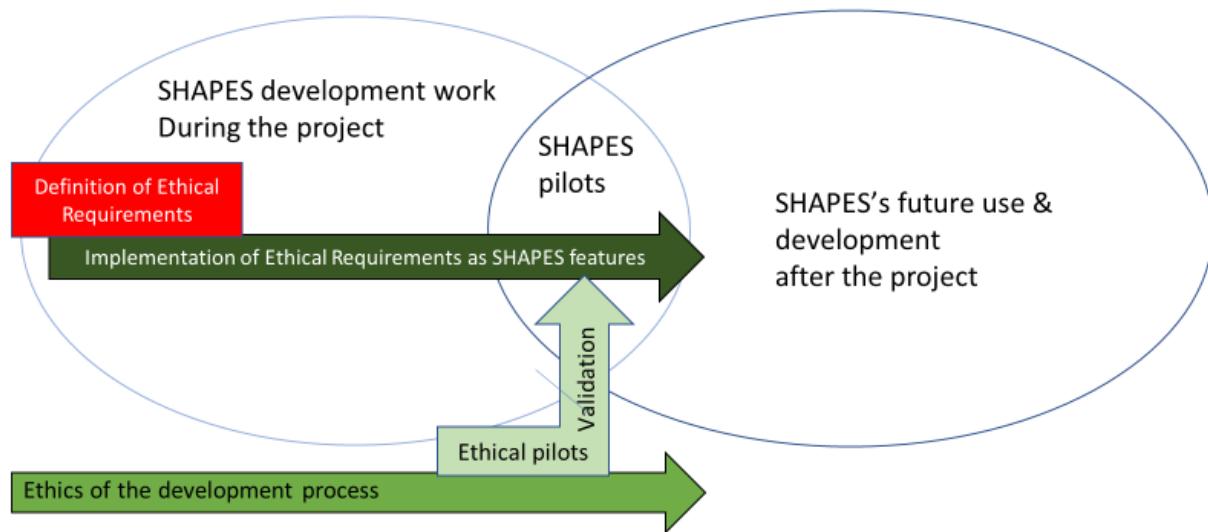 SHAPES development work
During the project
SHAPES
pilots
Definition of Ethical
Requirements
SHAPES's future use &
development
after the project
Implementation of Ethical Requirements as SHAPES features
Validation
Ethical pilots
Ethics of the development process